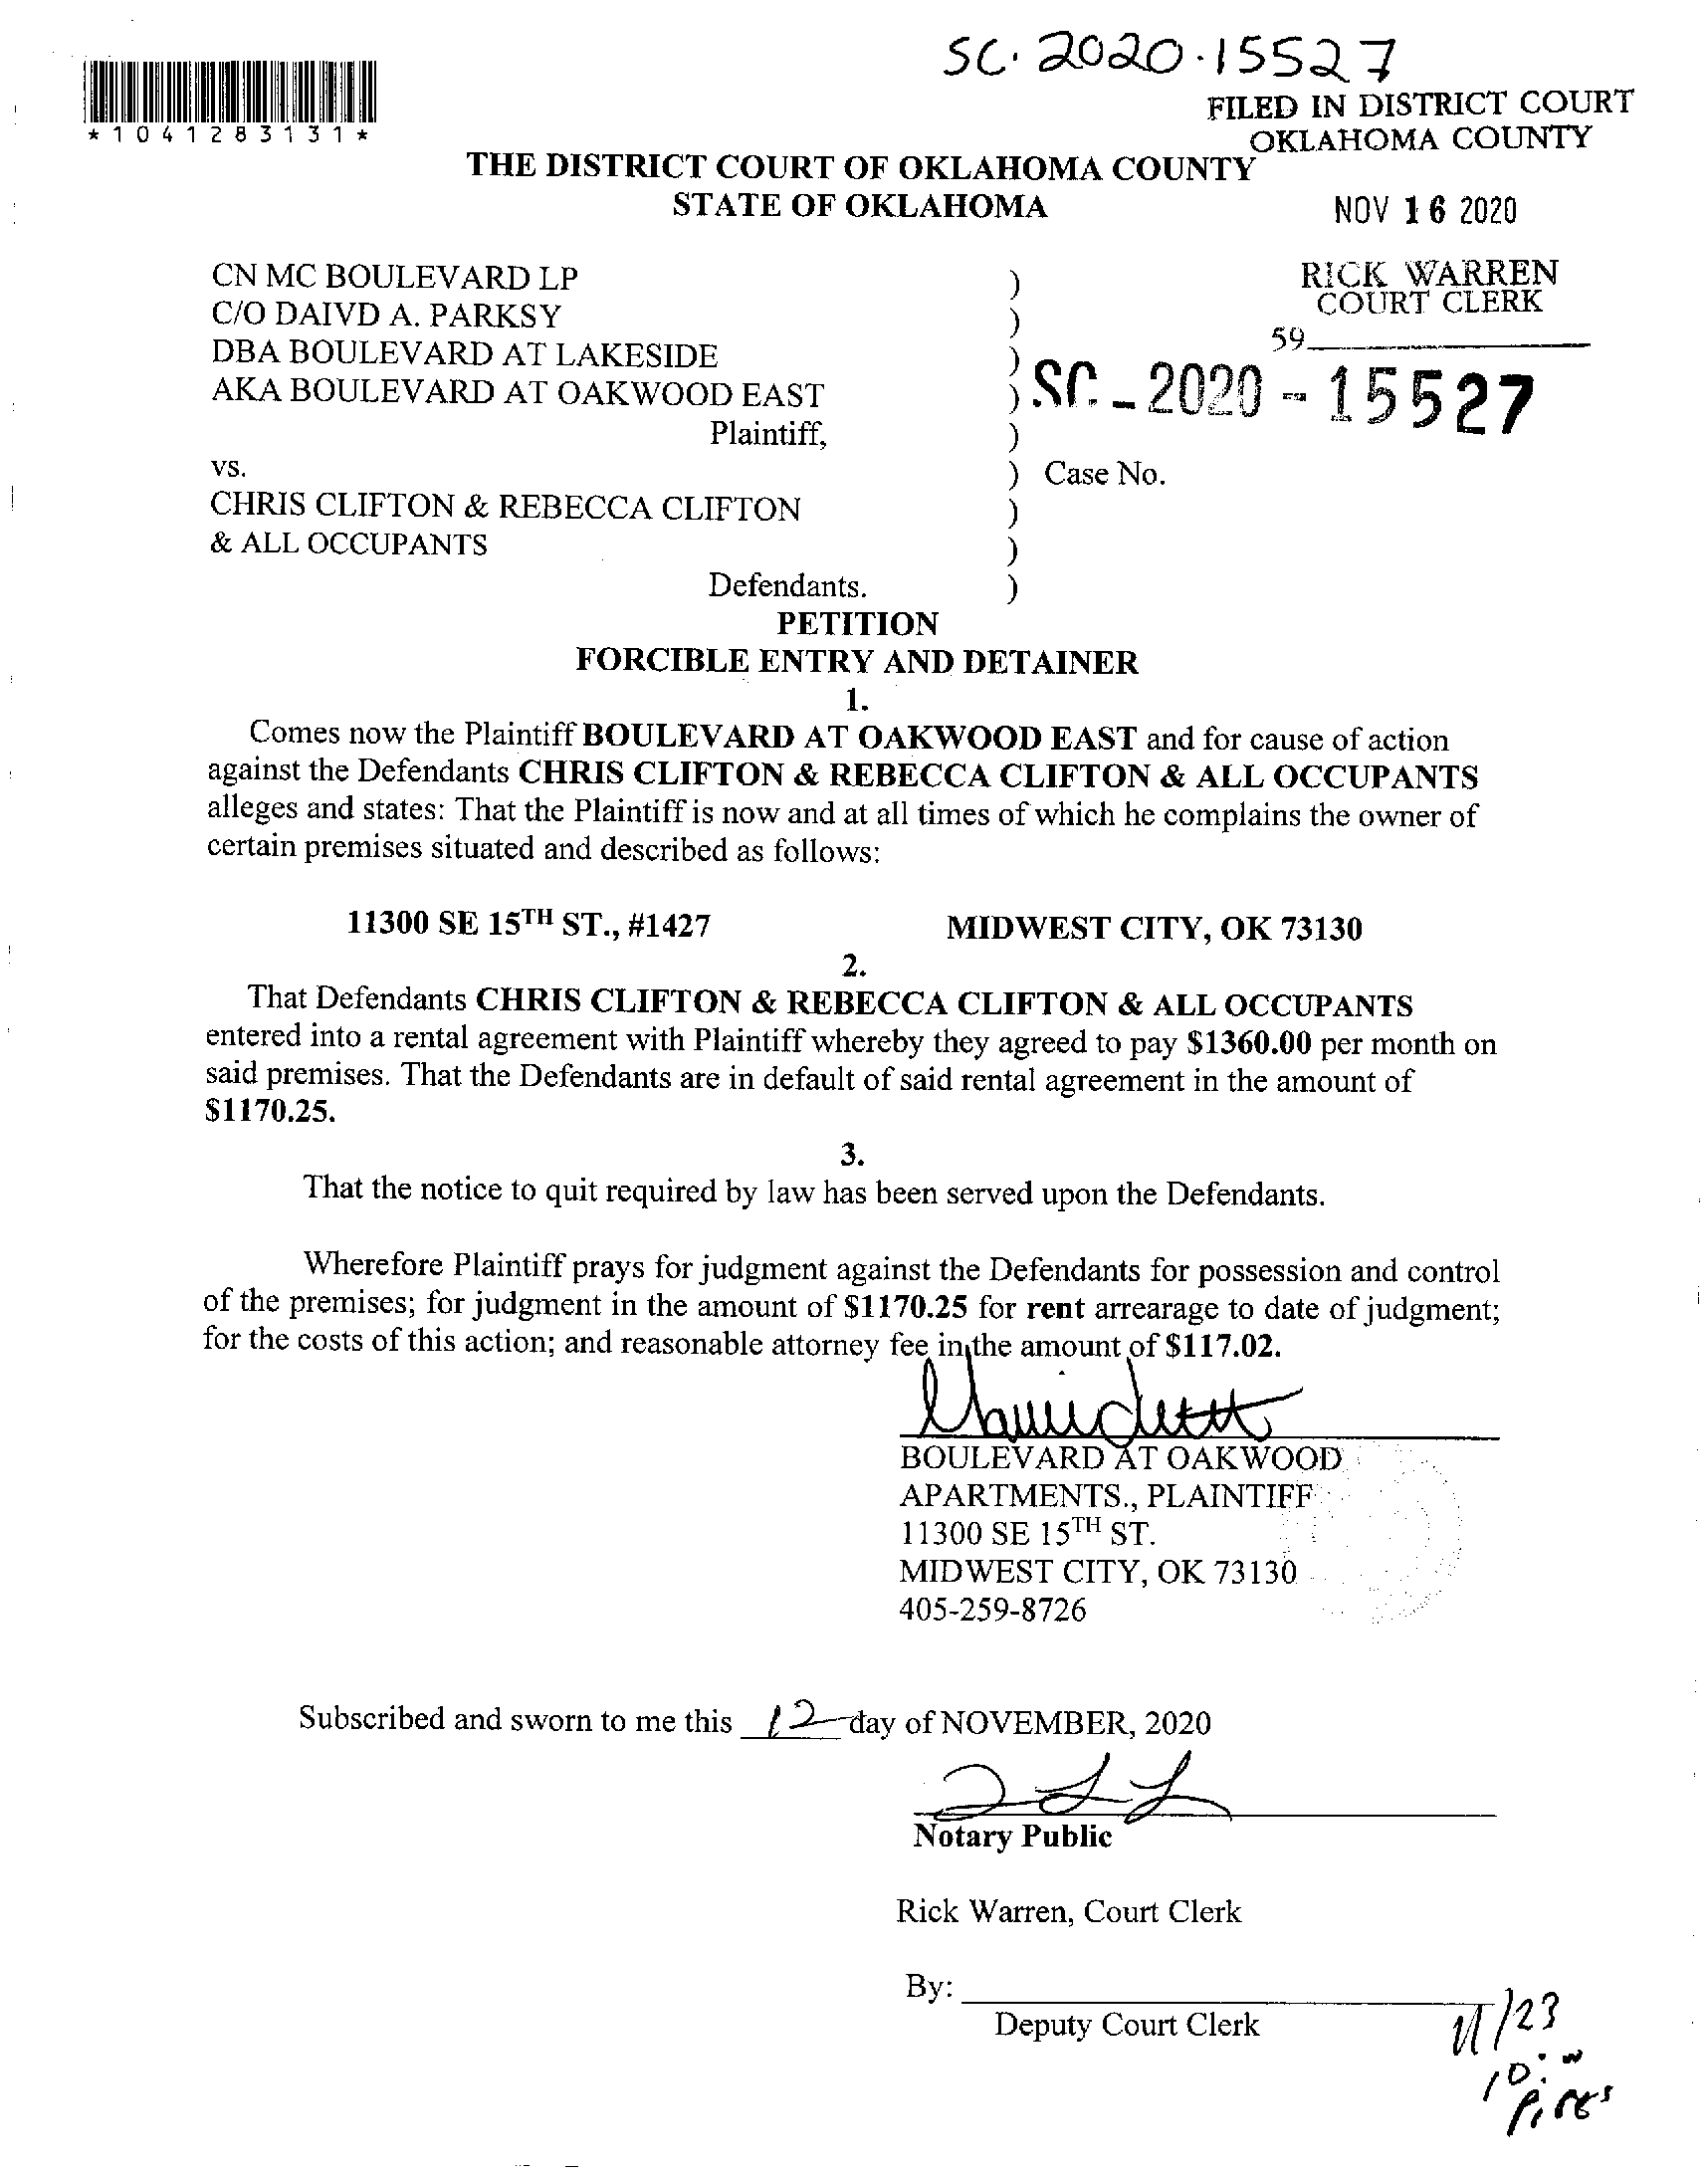 SC. 2020.15527
*1041283131*
FILED IN DISTRICT COURT
OKLAHOMA COUNTY
THE DISTRICT COURT OF OKLAHOMA COUNTY
STATE OF OKLAHOMA
NOV 16 2020
CN MC BOULEVARD LP )
RICK WARREN
COURT CLERK
C/O DAIVD A. PARKSY )
59
DBA BOULEVARD AT LAKESIDE )
AKA BOULEVARD AT OAKWOOD EAST ) SC - 2020 - 15527
Plaintiff, )
vs. ) Case No.
CHRIS CLIFTON & REBECCA CLIFTON )
& ALL OCCUPANTS )
Defendants. )
PETITION
FORCIBLE ENTRY AND DETAINER
1.
Comes now the Plaintiff BOULEVARD AT OAKWOOD EAST and for cause of action
against the Defendants CHRIS CLIFTON & REBECCA CLIFTON & ALL OCCUPANTS
alleges and states: That the Plaintiff is now and at all times of which he complains the owner of
certain premises situated and described as follows:
11300 SE 15TH ST., #1427 MIDWEST CITY, OK 73130
2.
That Defendants CHRIS CLIFTON & REBECCA CLIFTON & ALL OCCUPANTS
entered into a rental agreement with Plaintiff whereby they agreed to pay $1360.00 per month on
said premises. That the Defendants are in default of said rental agreement in the amount of
$1170.25.
3.
That the notice to quit required by law has been served upon the Defendants.
Wherefore Plaintiff prays for judgment against the Defendants for possession and control
of the premises; for judgment in the amount of $1170.25 for rent arrearage to date of judgment;
for the costs of this action; and reasonable attorney fee in the amount of $117.02.
BOULEVARD AT OAKWOOD
APARTMENTS., PLAINTIFF
11300 SE 15TH ST.
MIDWEST CITY, OK 73130
405-259-8726
Subscribed and sworn to me this 12 day of NOVEMBER, 2020
Notary Public
Rick Warren, Court Clerk
By:
Deputy Court Clerk
11/23